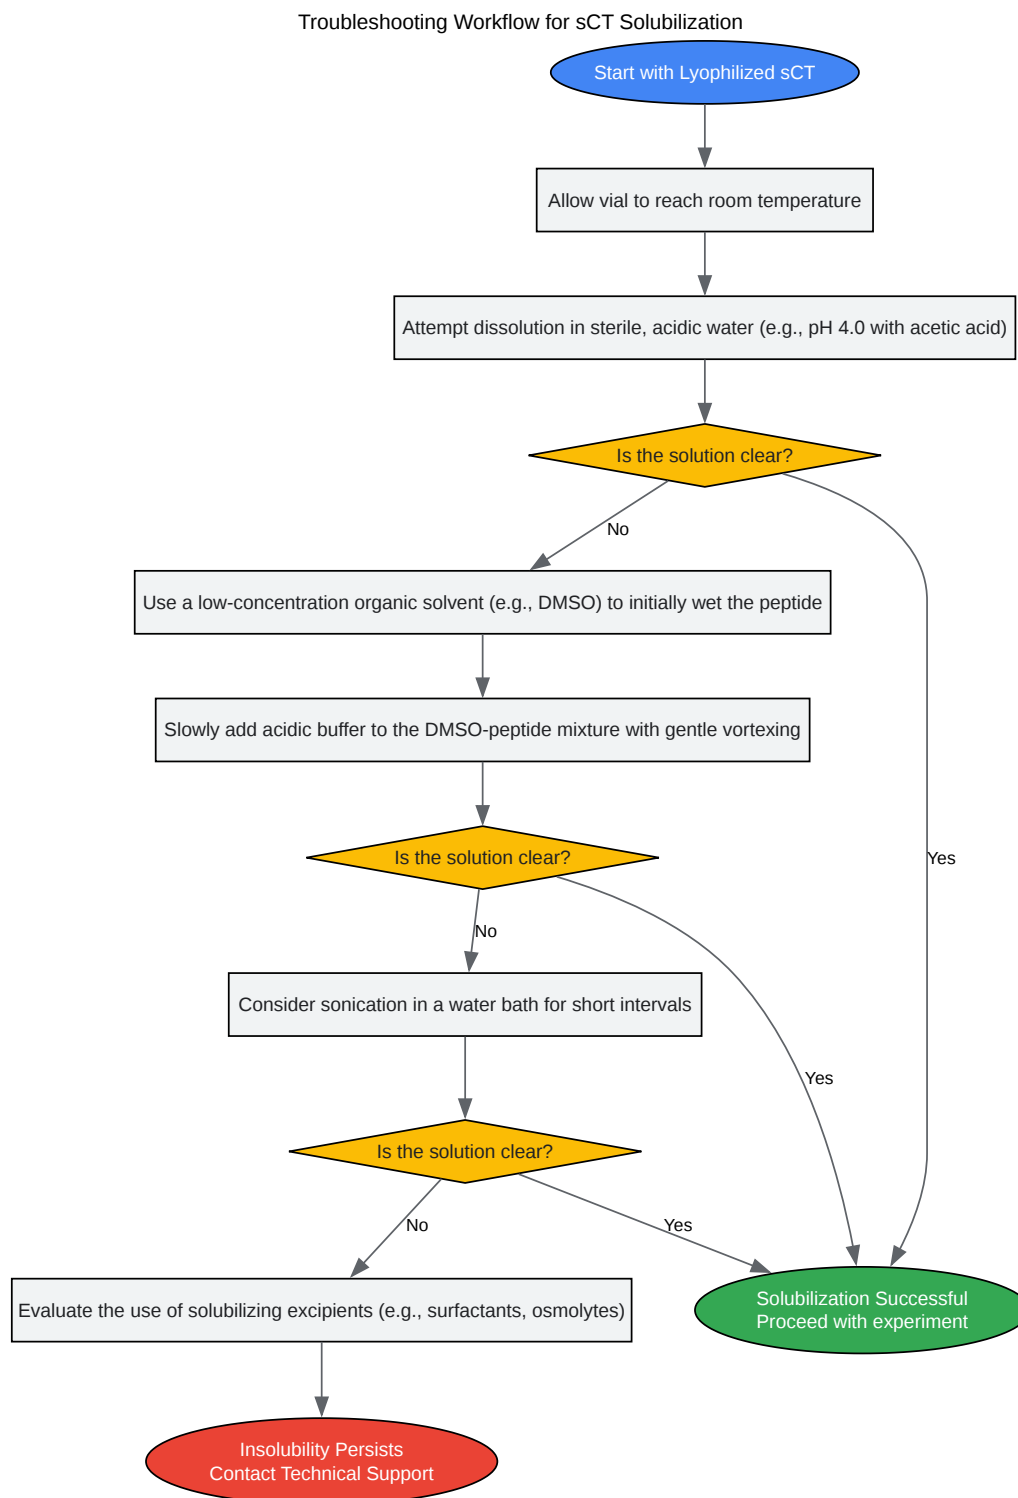 Troubleshooting Workflow for sCT Solubilization
Start with Lyophilized sCT
Allow vial to reach room temperature
Attempt dissolution in sterile, acidic water (e.g., pH 4.0 with acetic acid)
Is the solution clear?
No
Use a low-concentration organic solvent (e.g., DMSO) to initially wet the peptide
Slowly add acidic buffer to the DMSO-peptide mixture with gentle vortexing
Is the solution clear?
Yes
No
Consider sonication in a water bath for short intervals
Yes
Is the solution clear?
No
Yes
Evaluate the use of solubilizing excipients (e.g., surfactants, osmolytes)
Solubilization Successful
Proceed with experiment
Insolubility Persists
Contact Technical Support